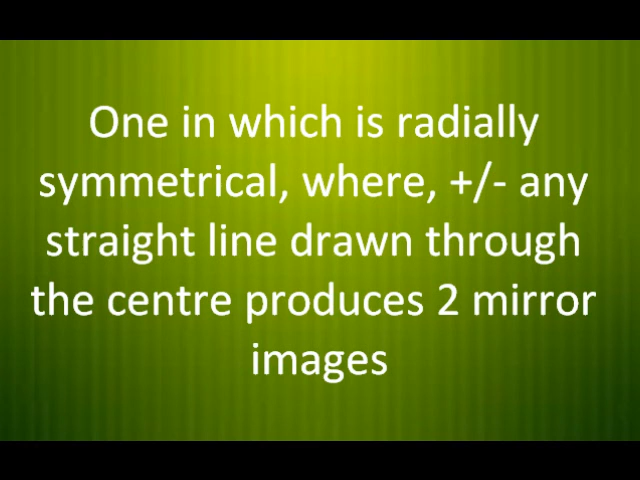 One in which is radially
symmetrical, where, +/- any
straight line drawn through
the centre produces 2 mirror
images